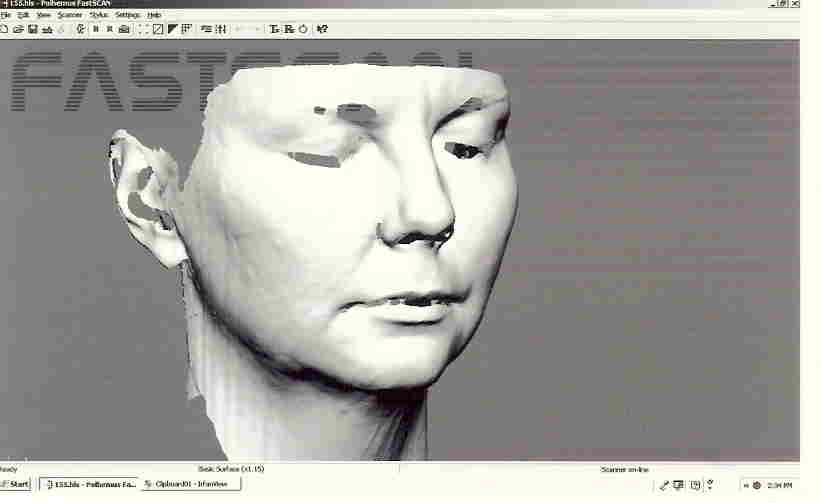 155.hls - Polhemus FastSCAN
File Edit View Scanner Stylus Settings Help
FASTSCAN
Ready Basic Surface (x1.15) Scanner on-line
Start 155.hls - Polhemus Fa... Clipboard01 - IrfanView 2:34 PM